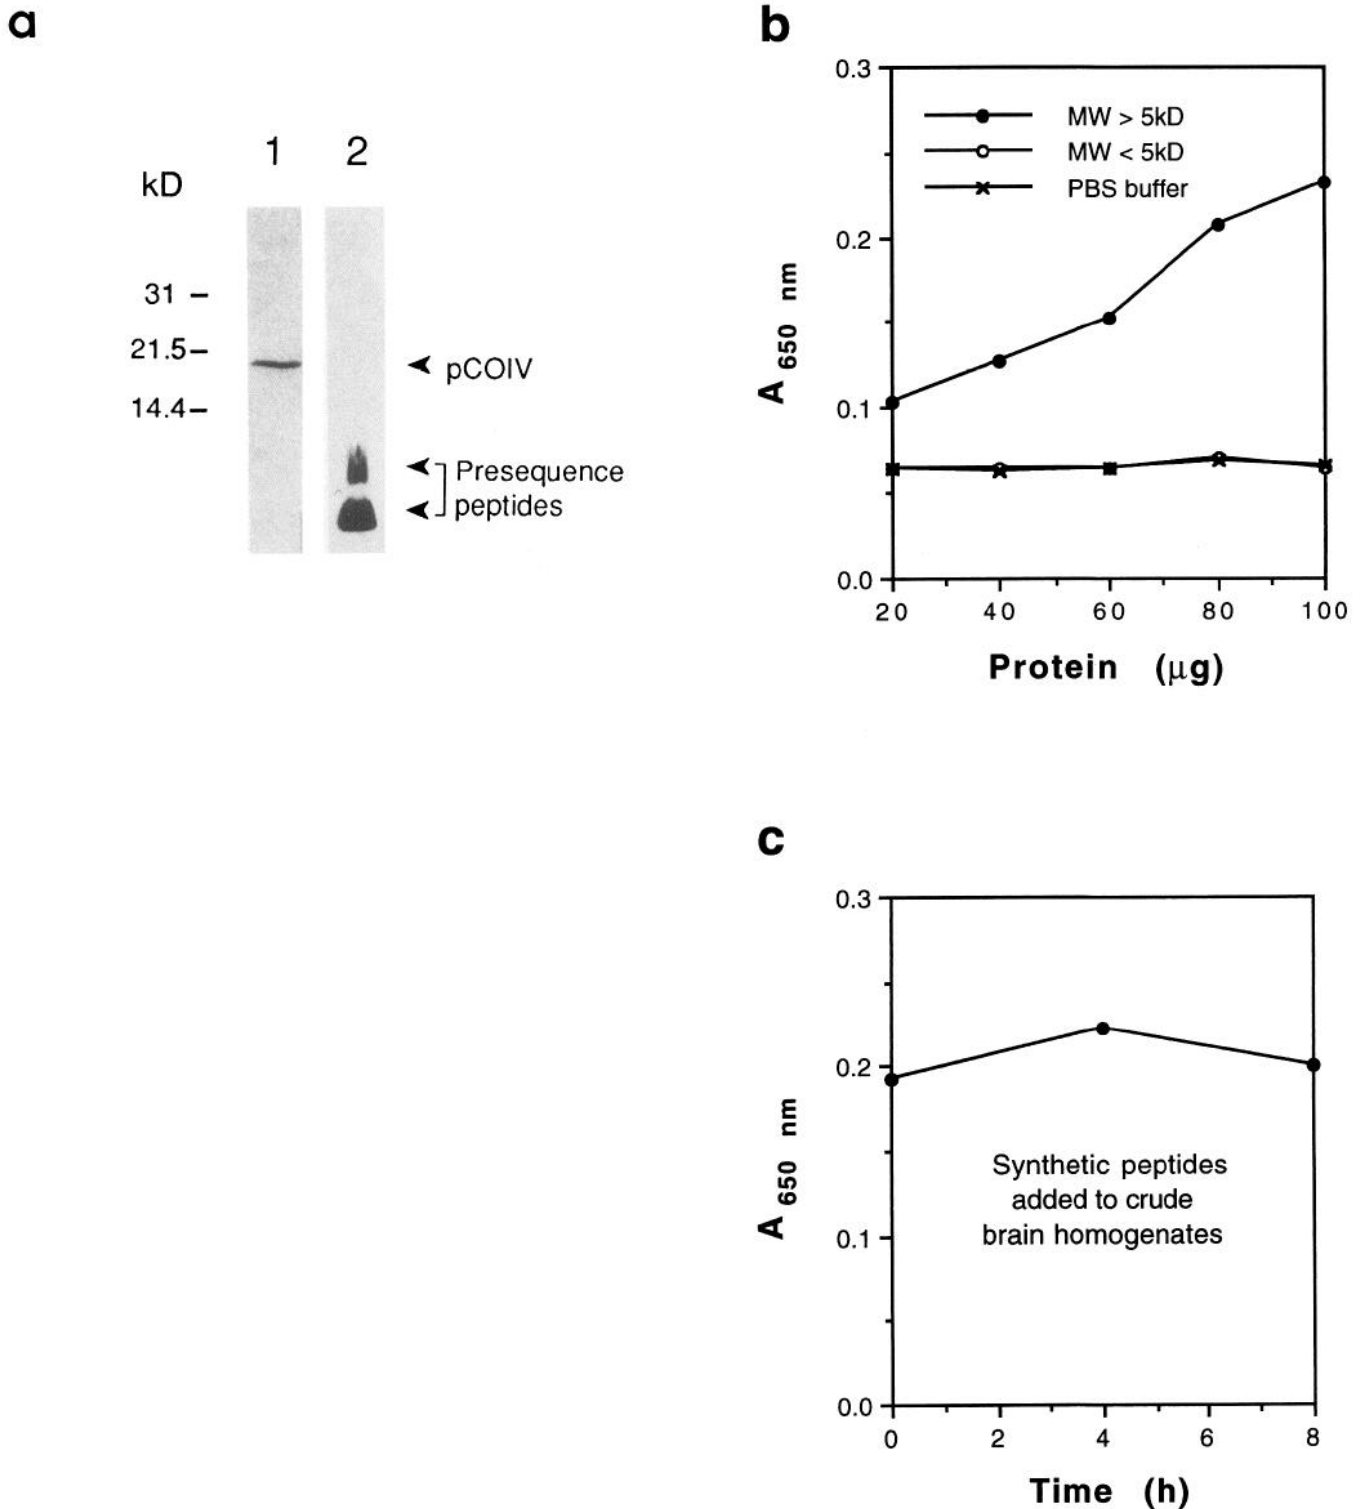 a
1 2
kD
31
21.5
14.4
pCOIV
Presequence
peptides
b
0.3
0.2
0.1
0.0
MW > 5kD
MW < 5kD
PBS buffer
A 650 nm
20 40 60 80 100
Protein (μg)
c
0.3
0.2
0.1
0.0
A 650 nm
Synthetic peptides
added to crude
brain homogenates
0 2 4 6 8
Time (h)